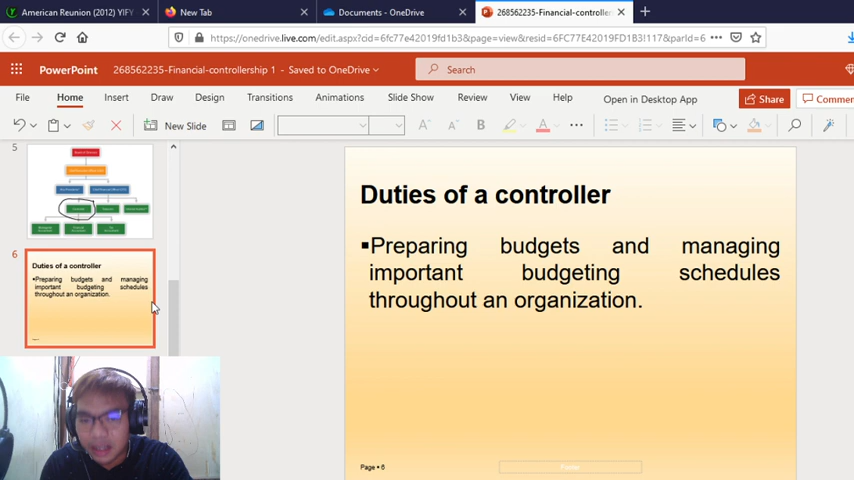 American Reunion (2012) YIFY
New Tab
Documents - OneDrive
268562235-Financial-controller
https://onedrive.live.com/edit.aspx?cid=6fc77e42019fd1b3&page=view&resid=6FC77E42019FD1B3!117&parId=6
PowerPoint
268562235-Financial-controllership 1 - Saved to OneDrive
Search
File
Home
Insert
Draw
Design
Transitions
Animations
Slide Show
Review
View
Help
Open in Desktop App
Share
Commen
New Slide
5
6
Duties of a controller
▪Preparing budgets and managing
important budgeting schedules
throughout an organization.
Duties of a controller
▪Preparing budgets and managing
important budgeting schedules
throughout an organization.
Page ▪ 6
Footer